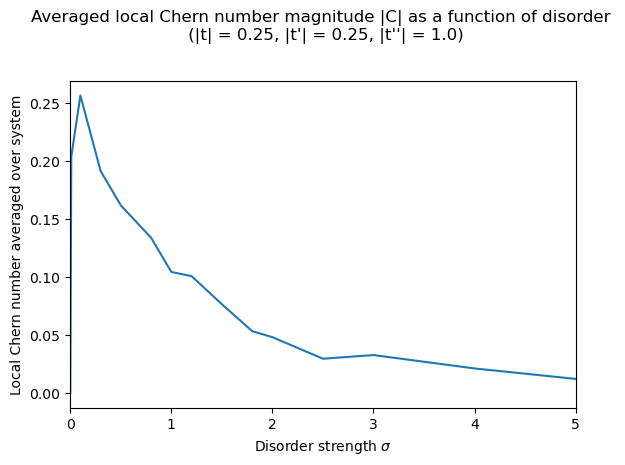 Averaged local Chern number magnitude |C| as a function of disorder
(|t| = 0.25, |t'| = 0.25, |t''| = 1.0)
Local Chern number averaged over system
0.25
0.20
0.15
0.10
0.05
0.00
0 1 2 3 4 5
Disorder strength σ